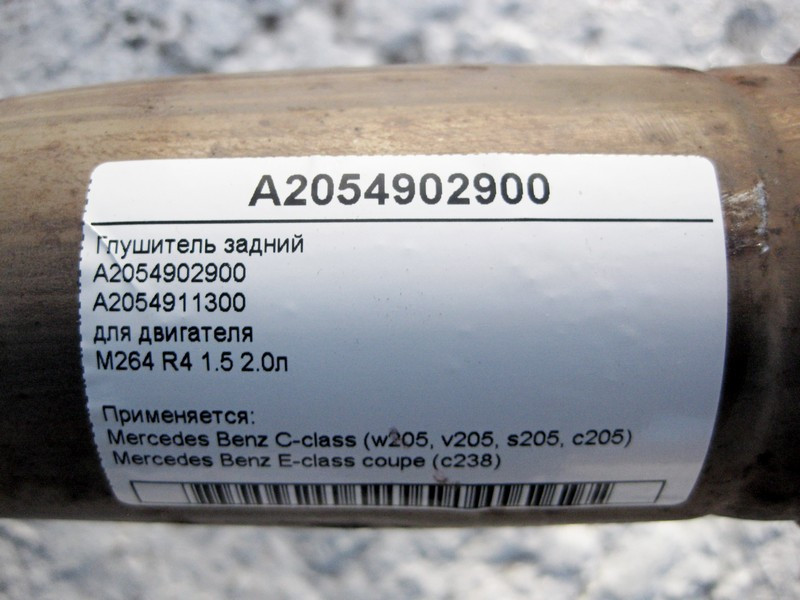 A2054902900
Глушитель задний
A2054902900
A2054911300
для двигателя
M264 R4 1.5 2.0л
Применяется:
Mercedes Benz C-class (w205, v205, s205, c205)
Mercedes Benz E-class coupe (c238)